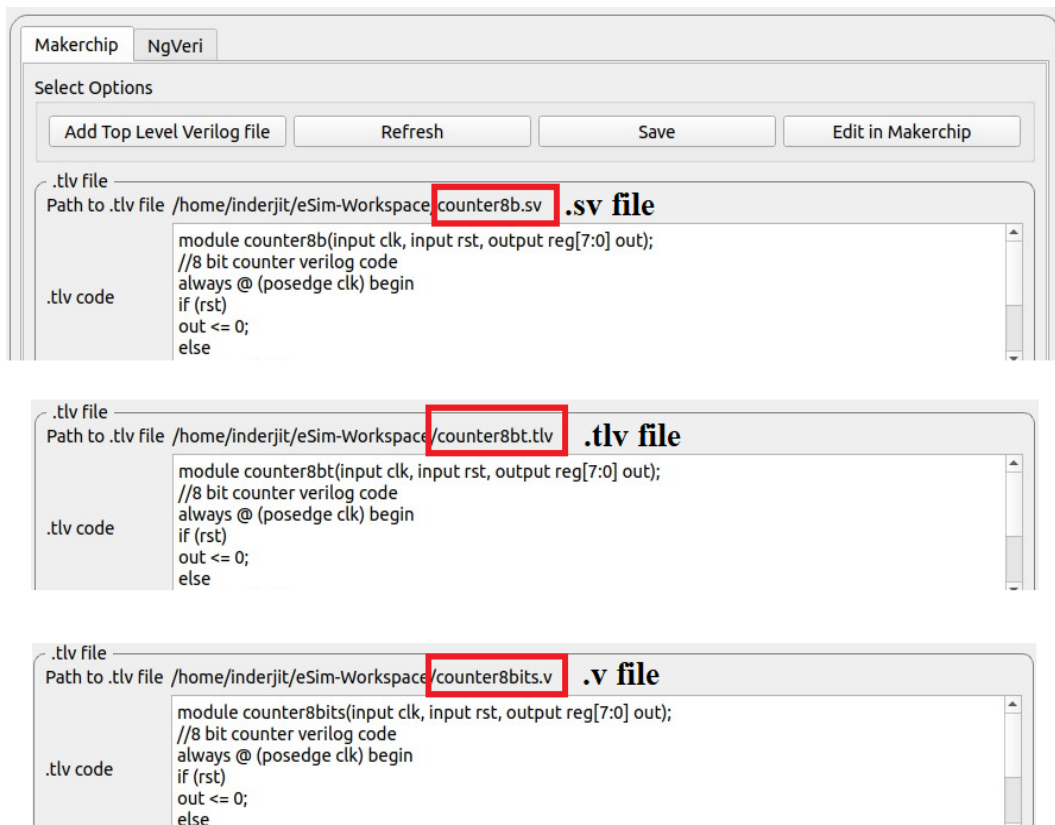 Makerchip NgVeri
Select Options
Add Top Level Verilog file Refresh Save Edit in Makerchip
.tlv file
Path to .tlv file /home/inderjit/eSim-Workspace/counter8b.sv .sv file
module counter8b(input clk, input rst, output reg[7:0] out);
//8 bit counter verilog code
always @ (posedge clk) begin
.tlv code
if (rst)
out <= 0;
else
.tlv file
Path to .tlv file /home/inderjit/eSim-Workspace/counter8bt.tlv .tlv file
module counter8bt(input clk, input rst, output reg[7:0] out);
//8 bit counter verilog code
always @ (posedge clk) begin
.tlv code
if (rst)
out <= 0;
else
.tlv file
Path to .tlv file /home/inderjit/eSim-Workspace/counter8bits.v .v file
module counter8bits(input clk, input rst, output reg[7:0] out);
//8 bit counter verilog code
always @ (posedge clk) begin
.tlv code
if (rst)
out <= 0;
else